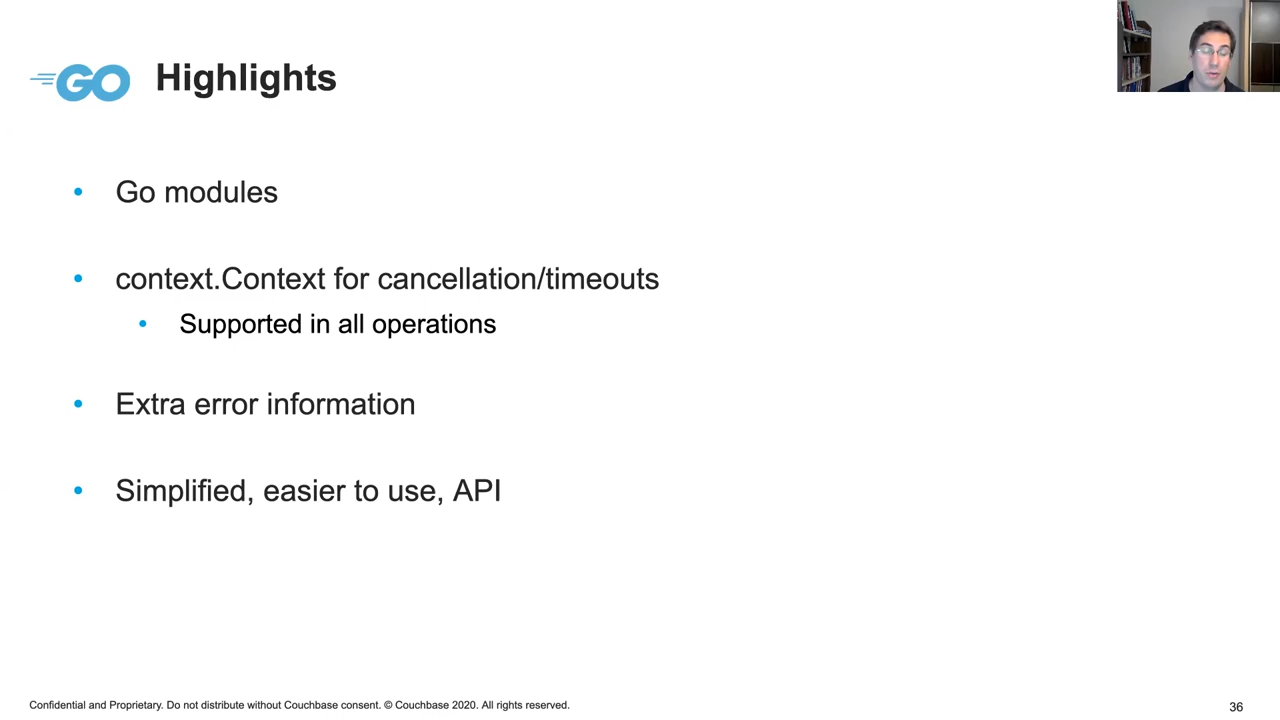 GO Highlights
• Go modules
• context.Context for cancellation/timeouts
• Supported in all operations
• Extra error information
• Simplified, easier to use, API
Confidential and Proprietary. Do not distribute without Couchbase consent. © Couchbase 2020. All rights reserved.
36